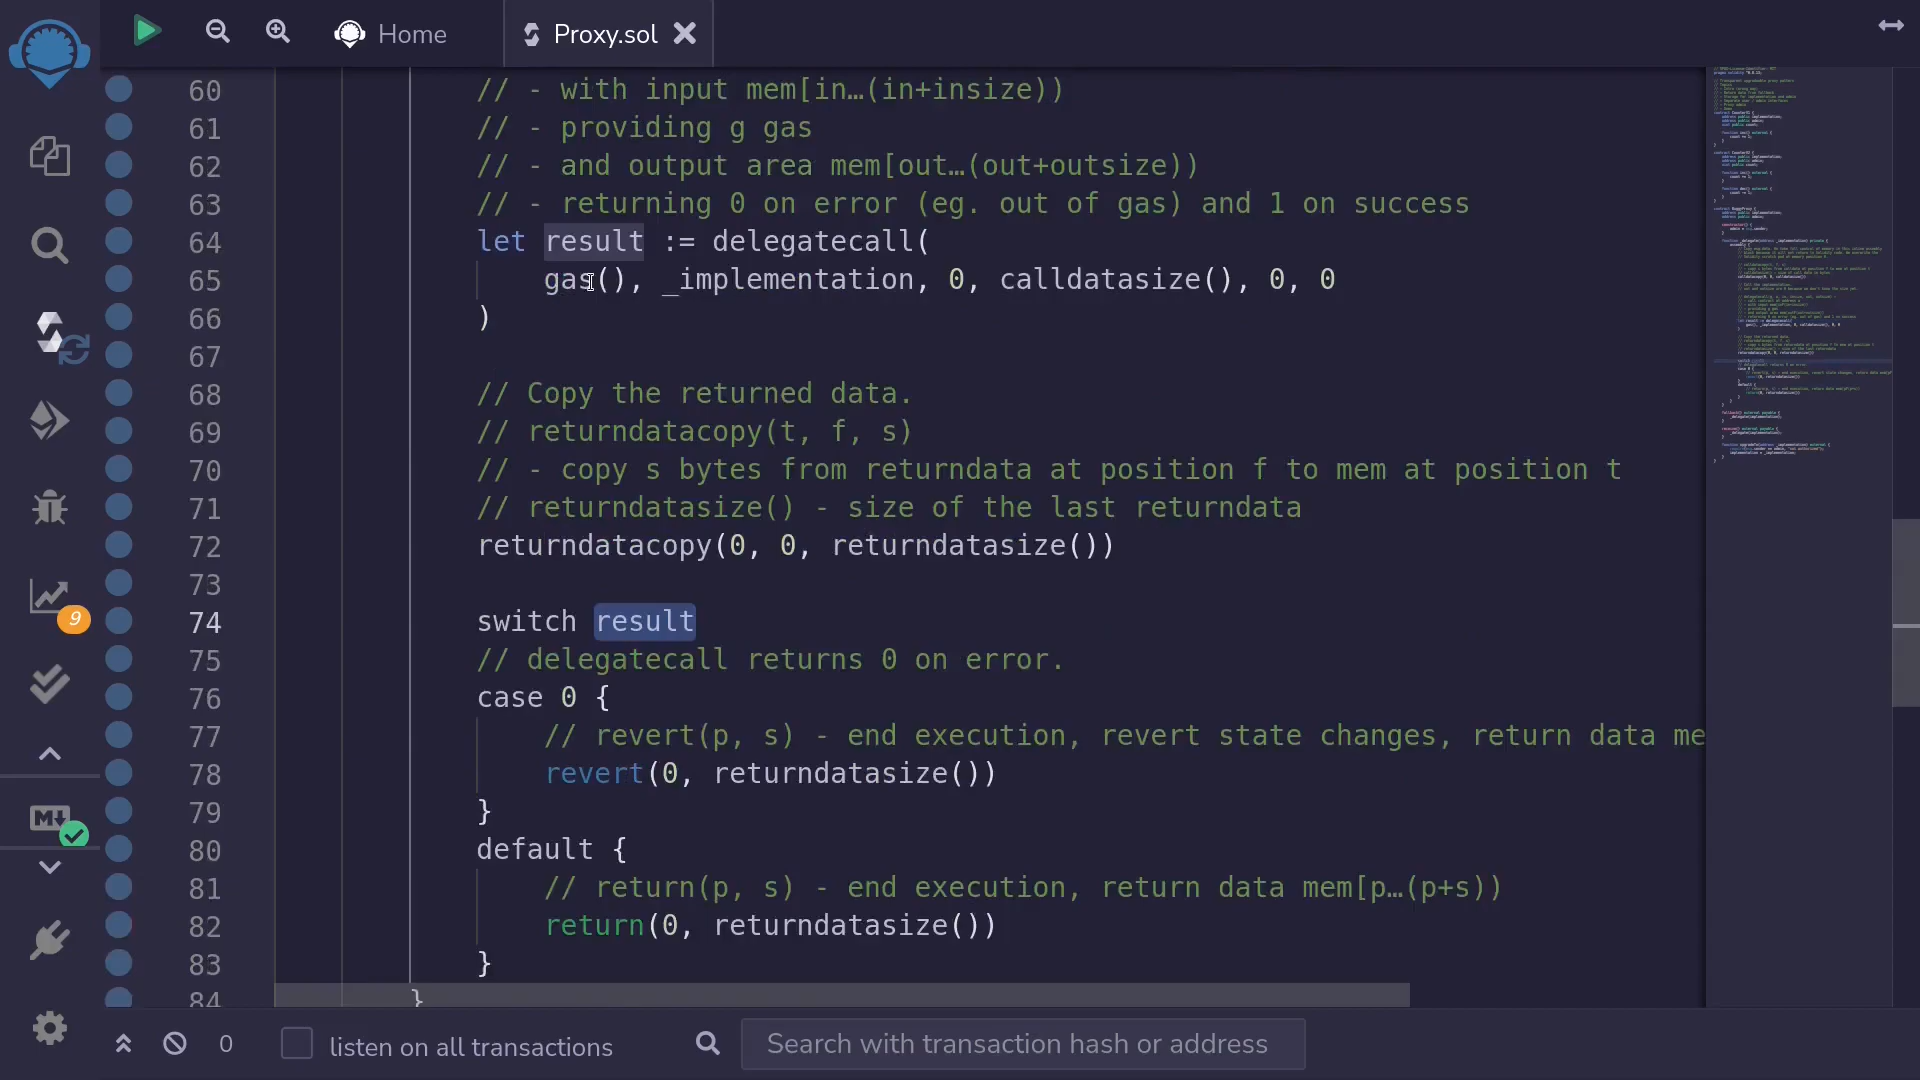 Home
Proxy.sol
60 // - with input mem[in…(in+insize))
61 // - providing g gas
62 // - and output area mem[out…(out+outsize))
63 // - returning 0 on error (eg. out of gas) and 1 on success
64 let result := delegatecall(
65 gas(), _implementation, 0, calldatasize(), 0, 0
66 )
67
68 // Copy the returned data.
69 // returndatacopy(t, f, s)
70 // - copy s bytes from returndata at position f to mem at position t
71 // returndatasize() - size of the last returndata
72 returndatacopy(0, 0, returndatasize())
73
74 switch result
75 // delegatecall returns 0 on error.
76 case 0 {
77 // revert(p, s) - end execution, revert state changes, return data me
78 revert(0, returndatasize())
79 }
80 default {
81 // return(p, s) - end execution, return data mem[p…(p+s))
82 return(0, returndatasize())
83 }
84 }
9
M
0
listen on all transactions
Search with transaction hash or address